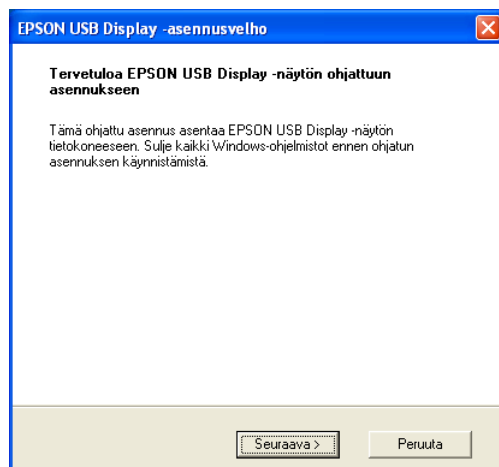 EPSON USB Display -asennusvelho
Tervetuloa EPSON USB Display -näytön ohjattuun
asennukseen
Tämä ohjattu asennus asentaa EPSON USB Display -näytön
tietokoneeseen. Sulje kaikki Windows-ohjelmistot ennen ohjatun
asennuksen käynnistämistä.
Seuraava >
Peruuta